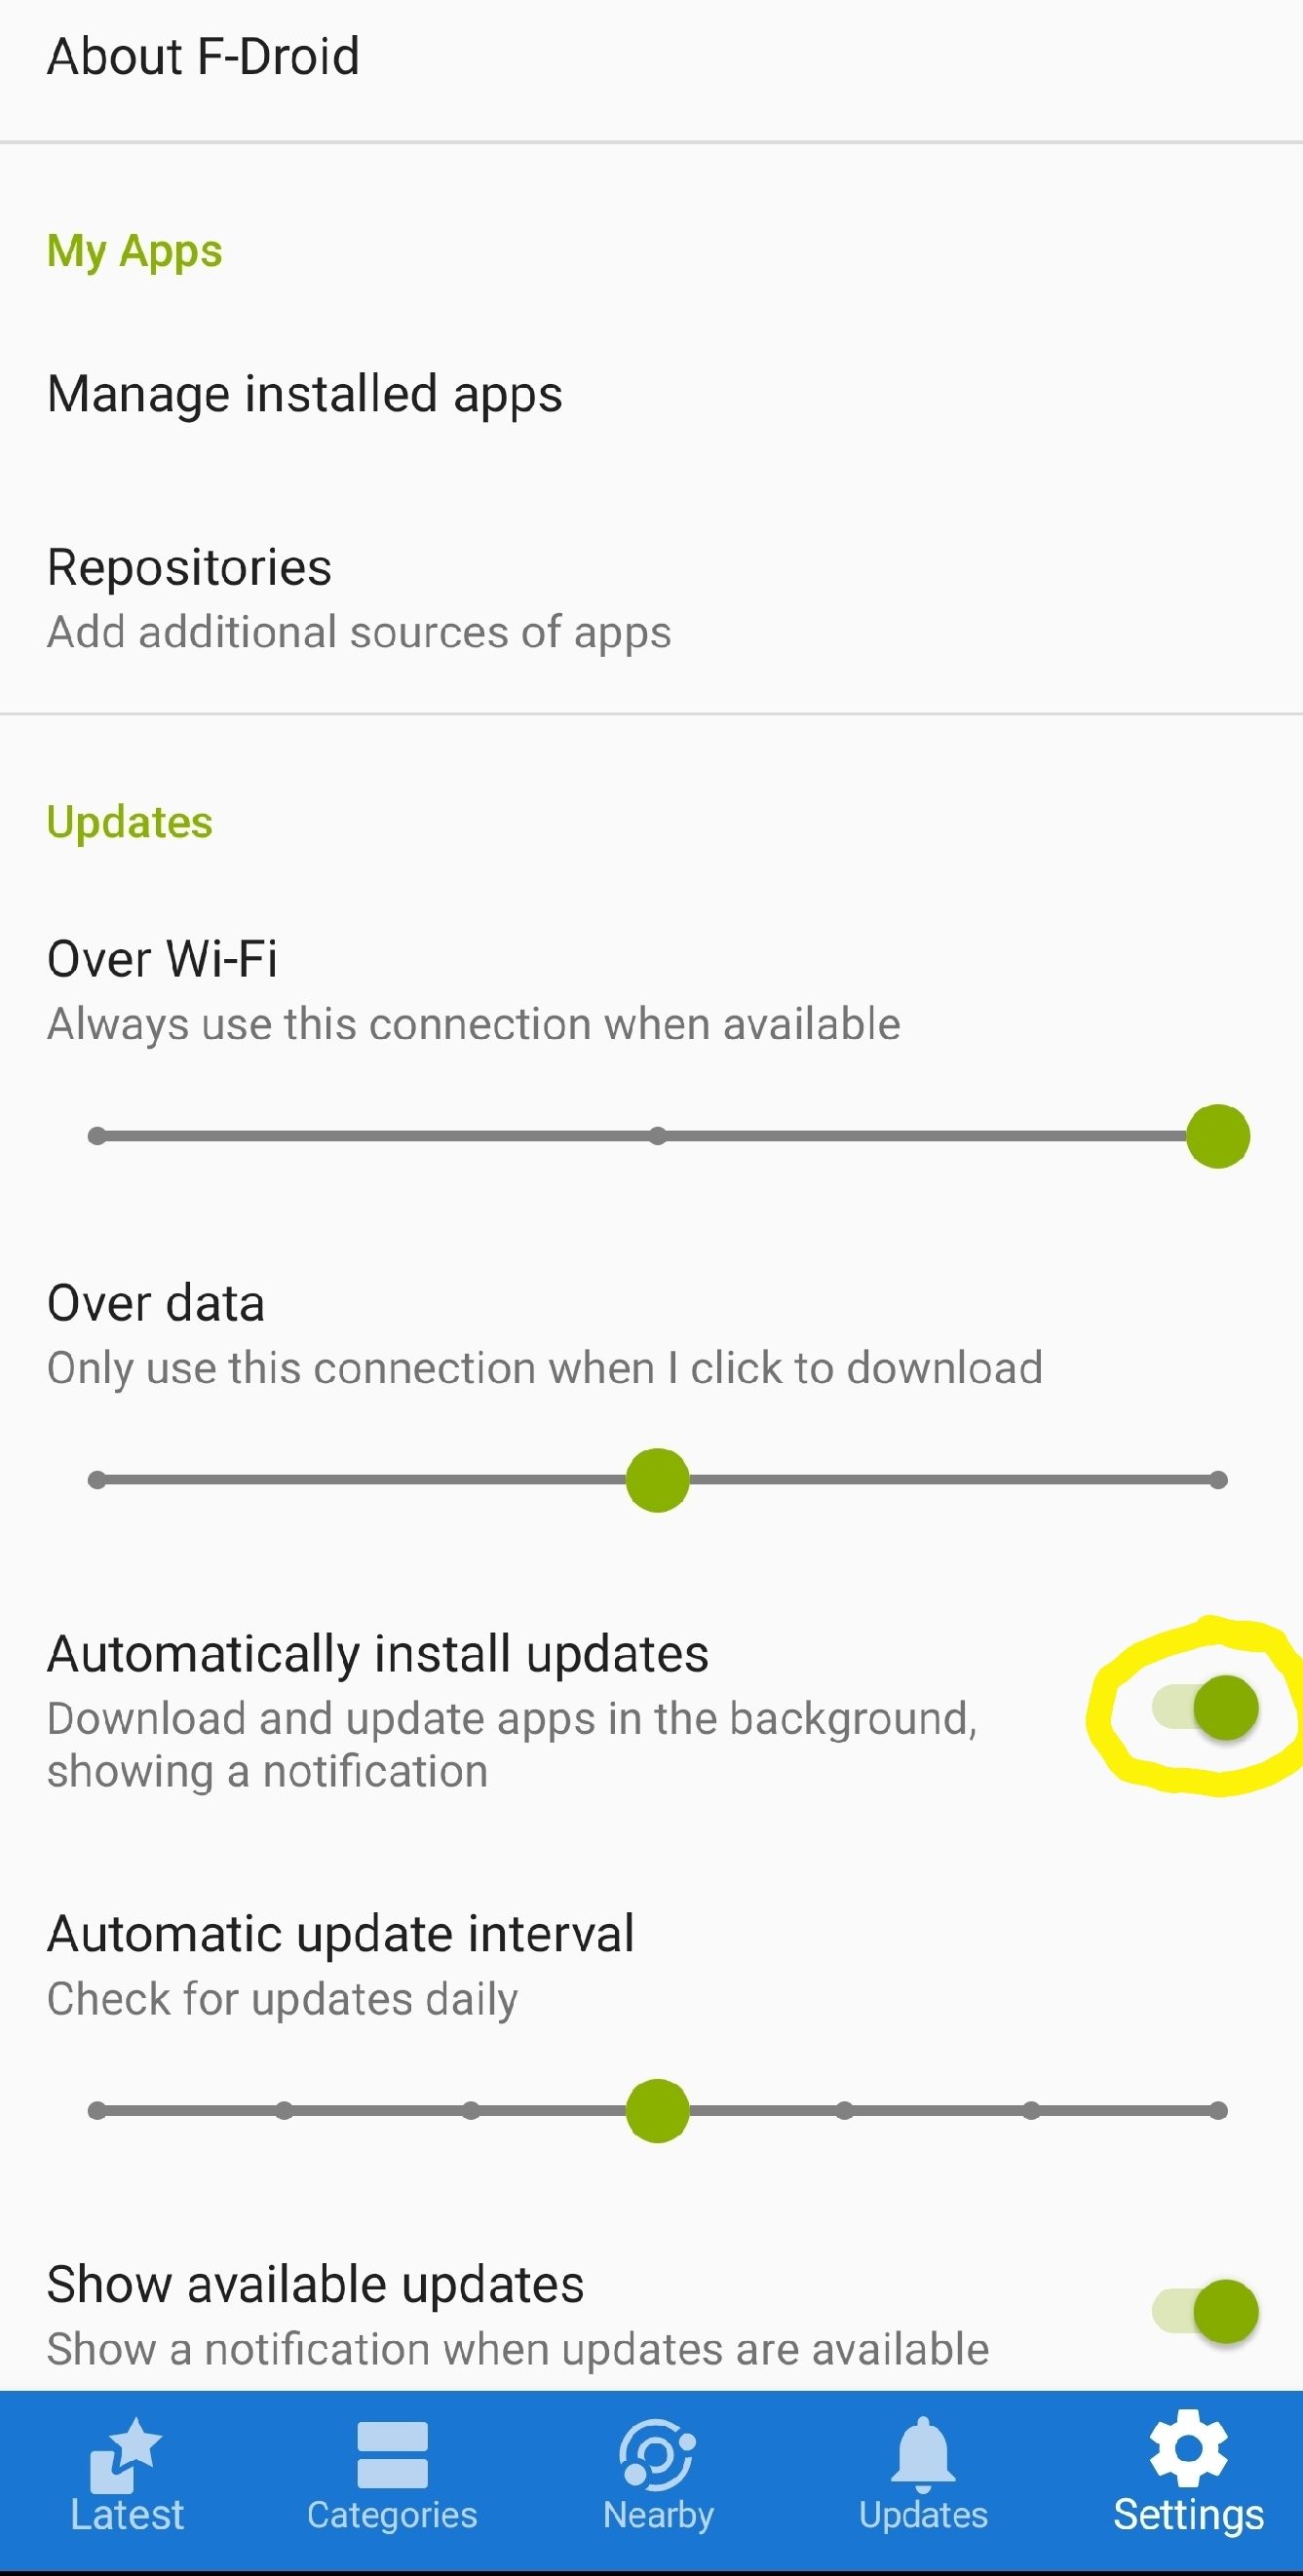 About F-Droid
My Apps
Manage installed apps
Repositories
Add additional sources of apps
Updates
Over Wi-Fi
Always use this connection when available
Over data
Only use this connection when I click to download
Automatically install updates
Download and update apps in the background,
showing a notification
Automatic update interval
Check for updates daily
Show available updates
Show a notification when updates are available
Latest
Categories
Nearby
Updates
Settings